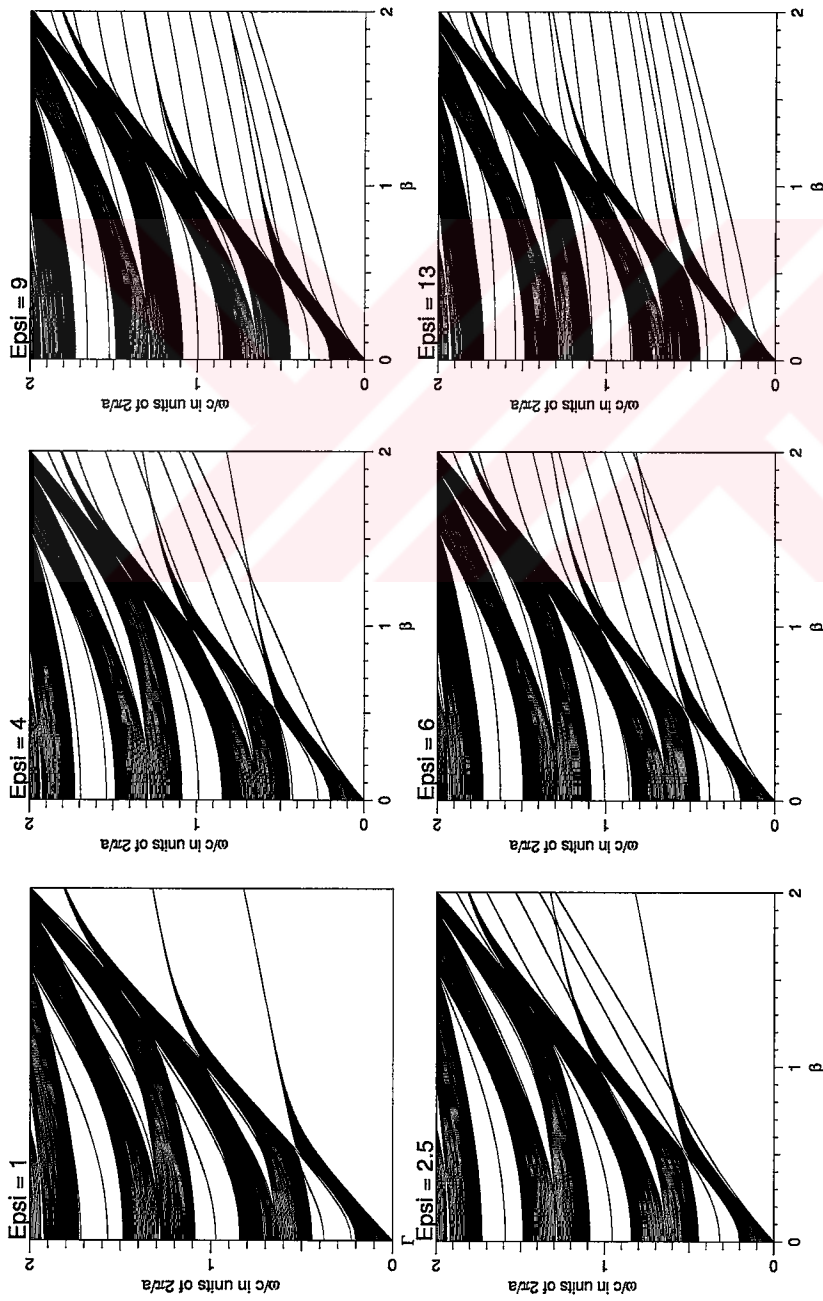 Epsi = 1
2
1
0
ω/c in units of 2π/a
Γ
Epsi = 4
2
1
0
ω/c in units of 2π/a
0
1
2
β
Epsi = 9
2
1
0
ω/c in units of 2π/a
0
1
2
β
Epsi = 2.5
2
1
0
ω/c in units of 2π/a
0
1
2
β
Epsi = 6
2
1
0
ω/c in units of 2π/a
0
1
2
β
Epsi = 13
2
1
0
ω/c in units of 2π/a
0
1
2
β